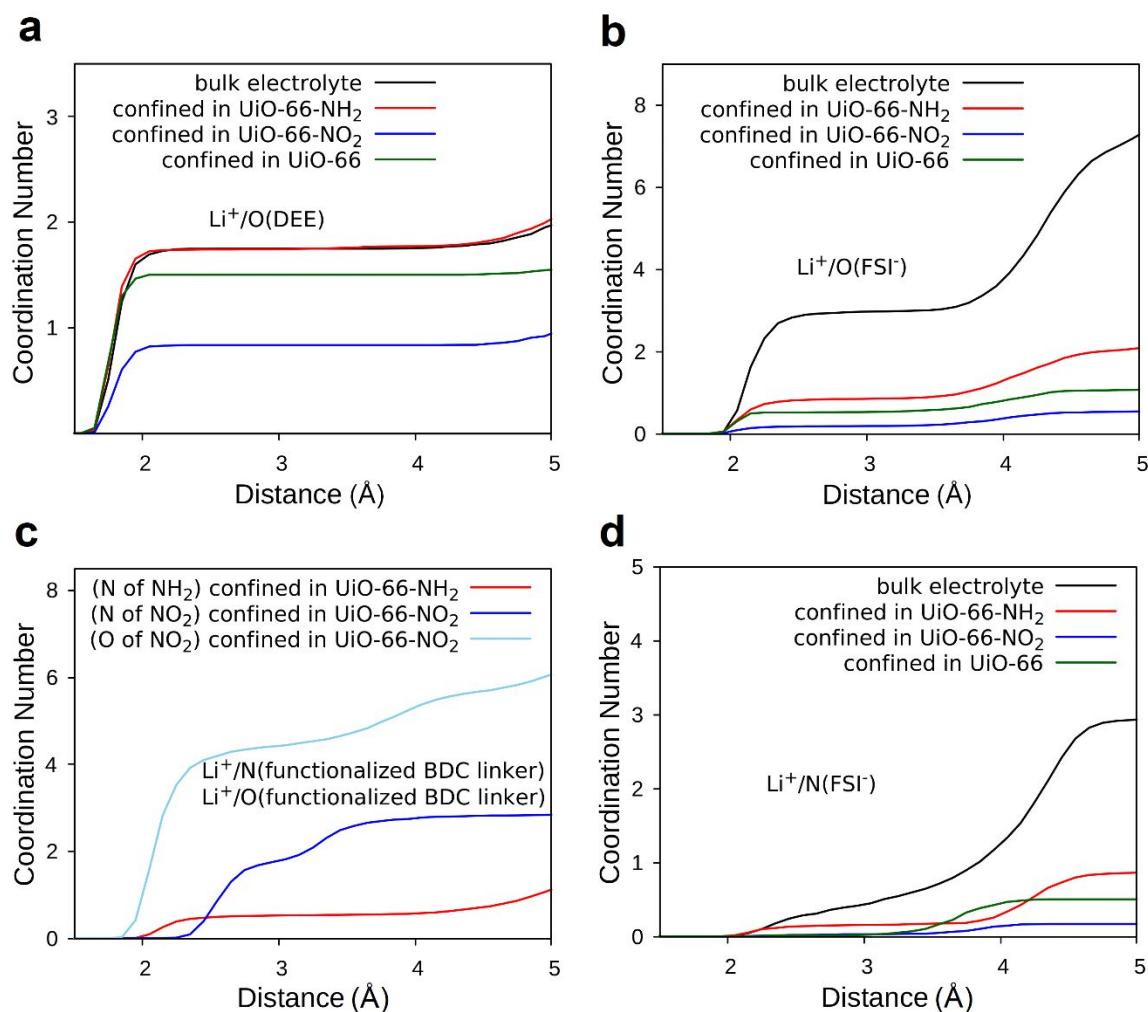 a
bulk electrolyte
confined in UiO-66-NH₂
confined in UiO-66-NO₂
confined in UiO-66
Li⁺/O(DEE)
Coordination Number
3
2
1
2 3 4 5
Distance (Å)
b
bulk electrolyte
confined in UiO-66-NH₂
confined in UiO-66-NO₂
confined in UiO-66
Li⁺/O(FSI⁻)
Coordination Number
8
6
4
2
0
2 3 4 5
Distance (Å)
c
(N of NH₂) confined in UiO-66-NH₂
(N of NO₂) confined in UiO-66-NO₂
(O of NO₂) confined in UiO-66-NO₂
Li⁺/N(functionalized BDC linker)
Li⁺/O(functionalized BDC linker)
Coordination Number
8
6
4
2
0
2 3 4 5
Distance (Å)
d
bulk electrolyte
confined in UiO-66-NH₂
confined in UiO-66-NO₂
confined in UiO-66
Li⁺/N(FSI⁻)
Coordination Number
5
4
3
2
1
0
2 3 4 5
Distance (Å)